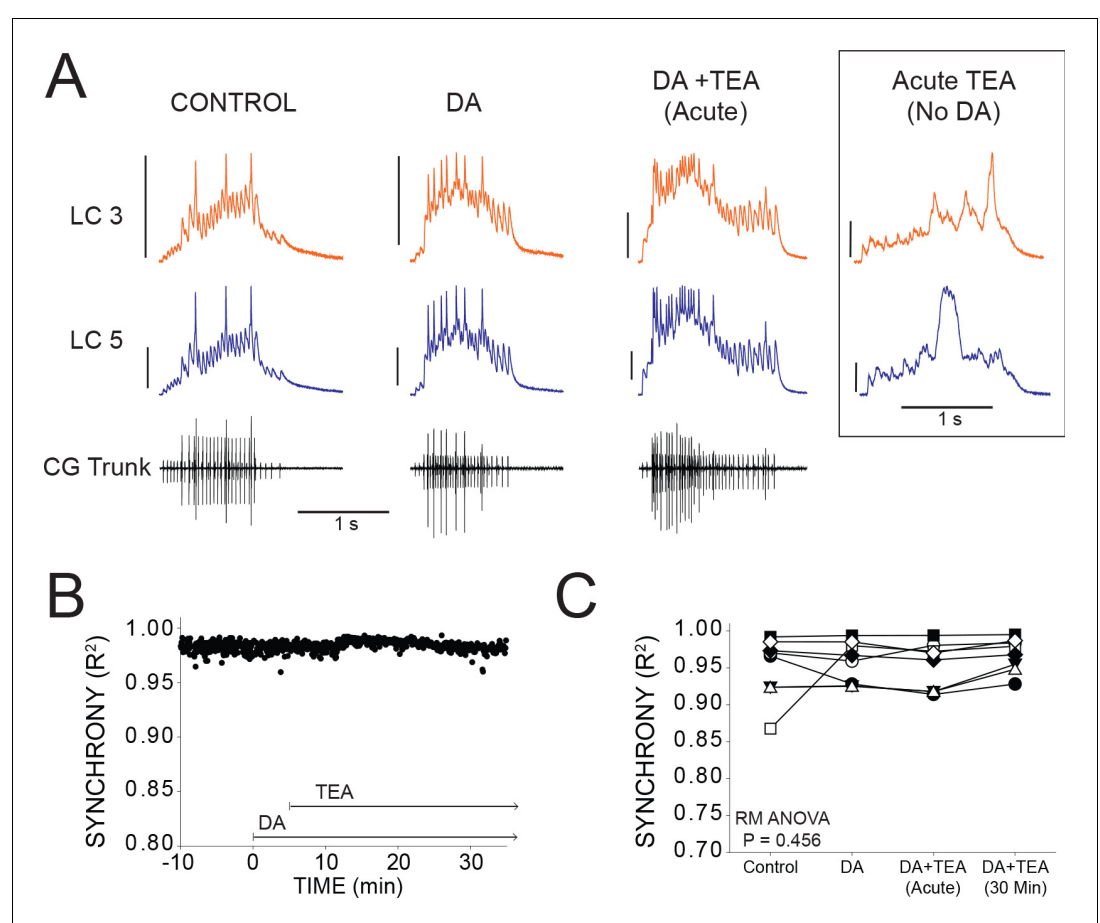 A
CONTROL
DA
DA +TEA
(Acute)
Acute TEA
(No DA)
LC 3
LC 5
1 s
CG Trunk
1 s
B
SYNCHRONY (R²)
1.00
0.95
0.90
0.85
0.80
TEA
DA
-10
0
10
20
30
TIME (min)
C
SYNCHRONY (R²)
1.00
0.95
0.90
0.85
0.80
0.75
0.70
RM ANOVA
P = 0.456
Control
DA
DA+TEA
(Acute)
DA+TEA
(30 Min)